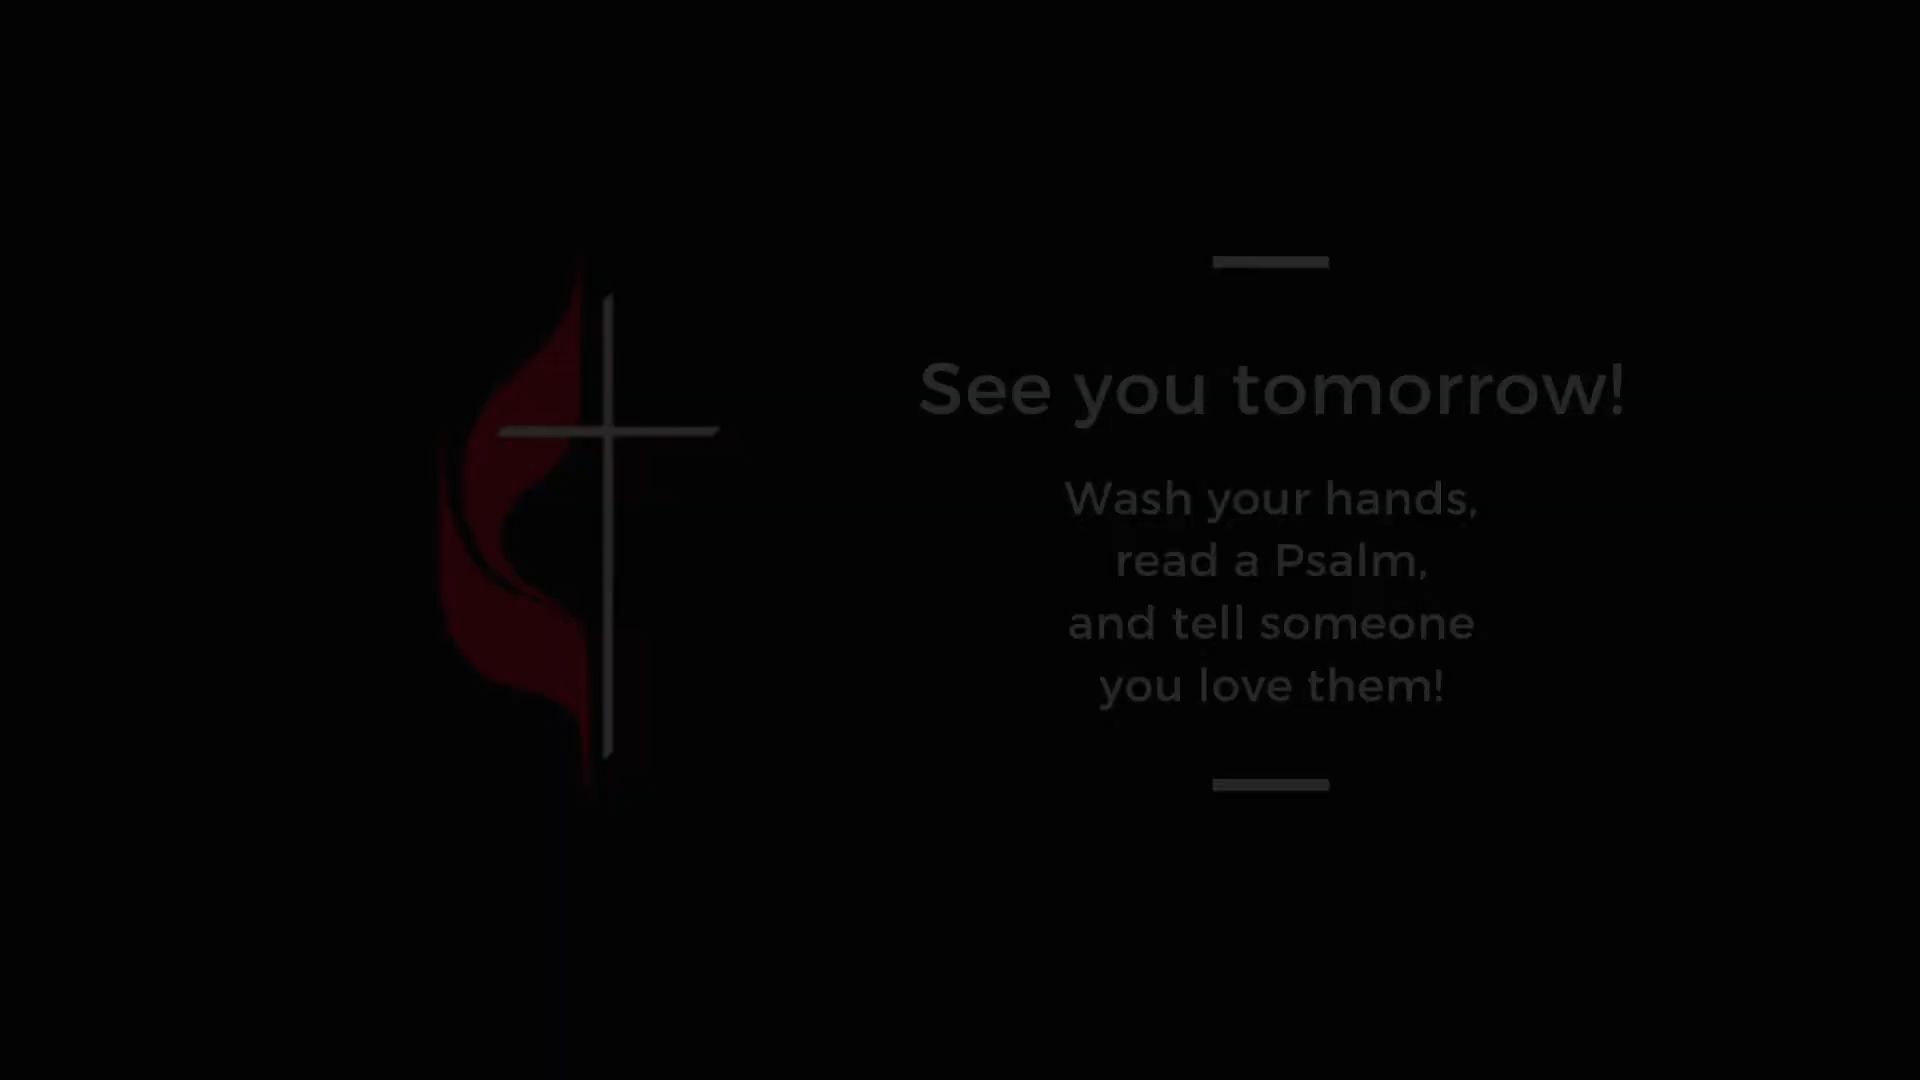 See you tomorrow!
Wash your hands,
read a Psalm,
and tell someone
you love them!